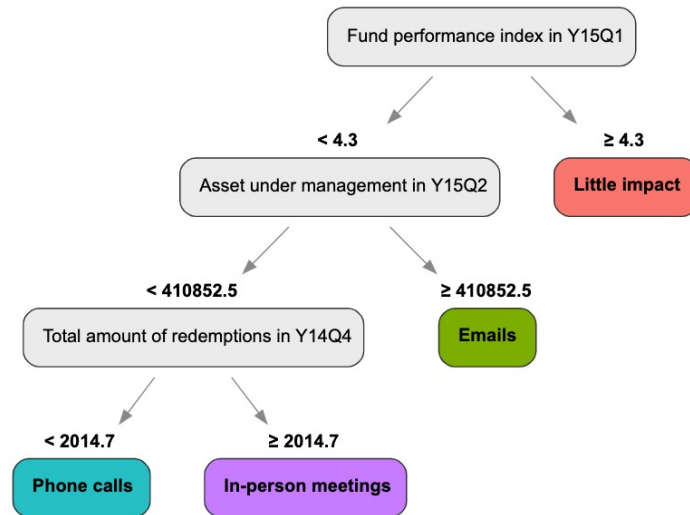 Fund performance index in Y15Q1
< 4.3
≥ 4.3
Asset under management in Y15Q2
Little impact
< 410852.5
≥ 410852.5
Total amount of redemptions in Y14Q4
Emails
< 2014.7
≥ 2014.7
Phone calls
In-person meetings